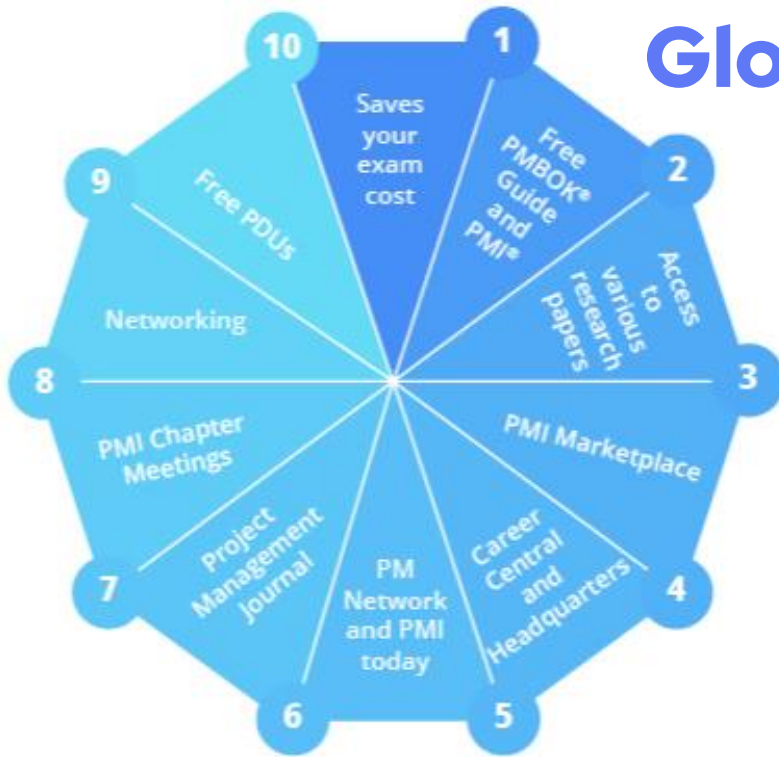 Glo
1
Saves
your
exam
cost
2
Free
PMBOK®
Guide
and
PMI®
3
Access
to
various
research
papers
4
PMI Marketplace
5
Career
Central
and
Headquarters
6
PM
Network
and PMI
today
7
Project
Management
Journal
8
PMI Chapter
Meetings
9
Networking
10
Free PDUs